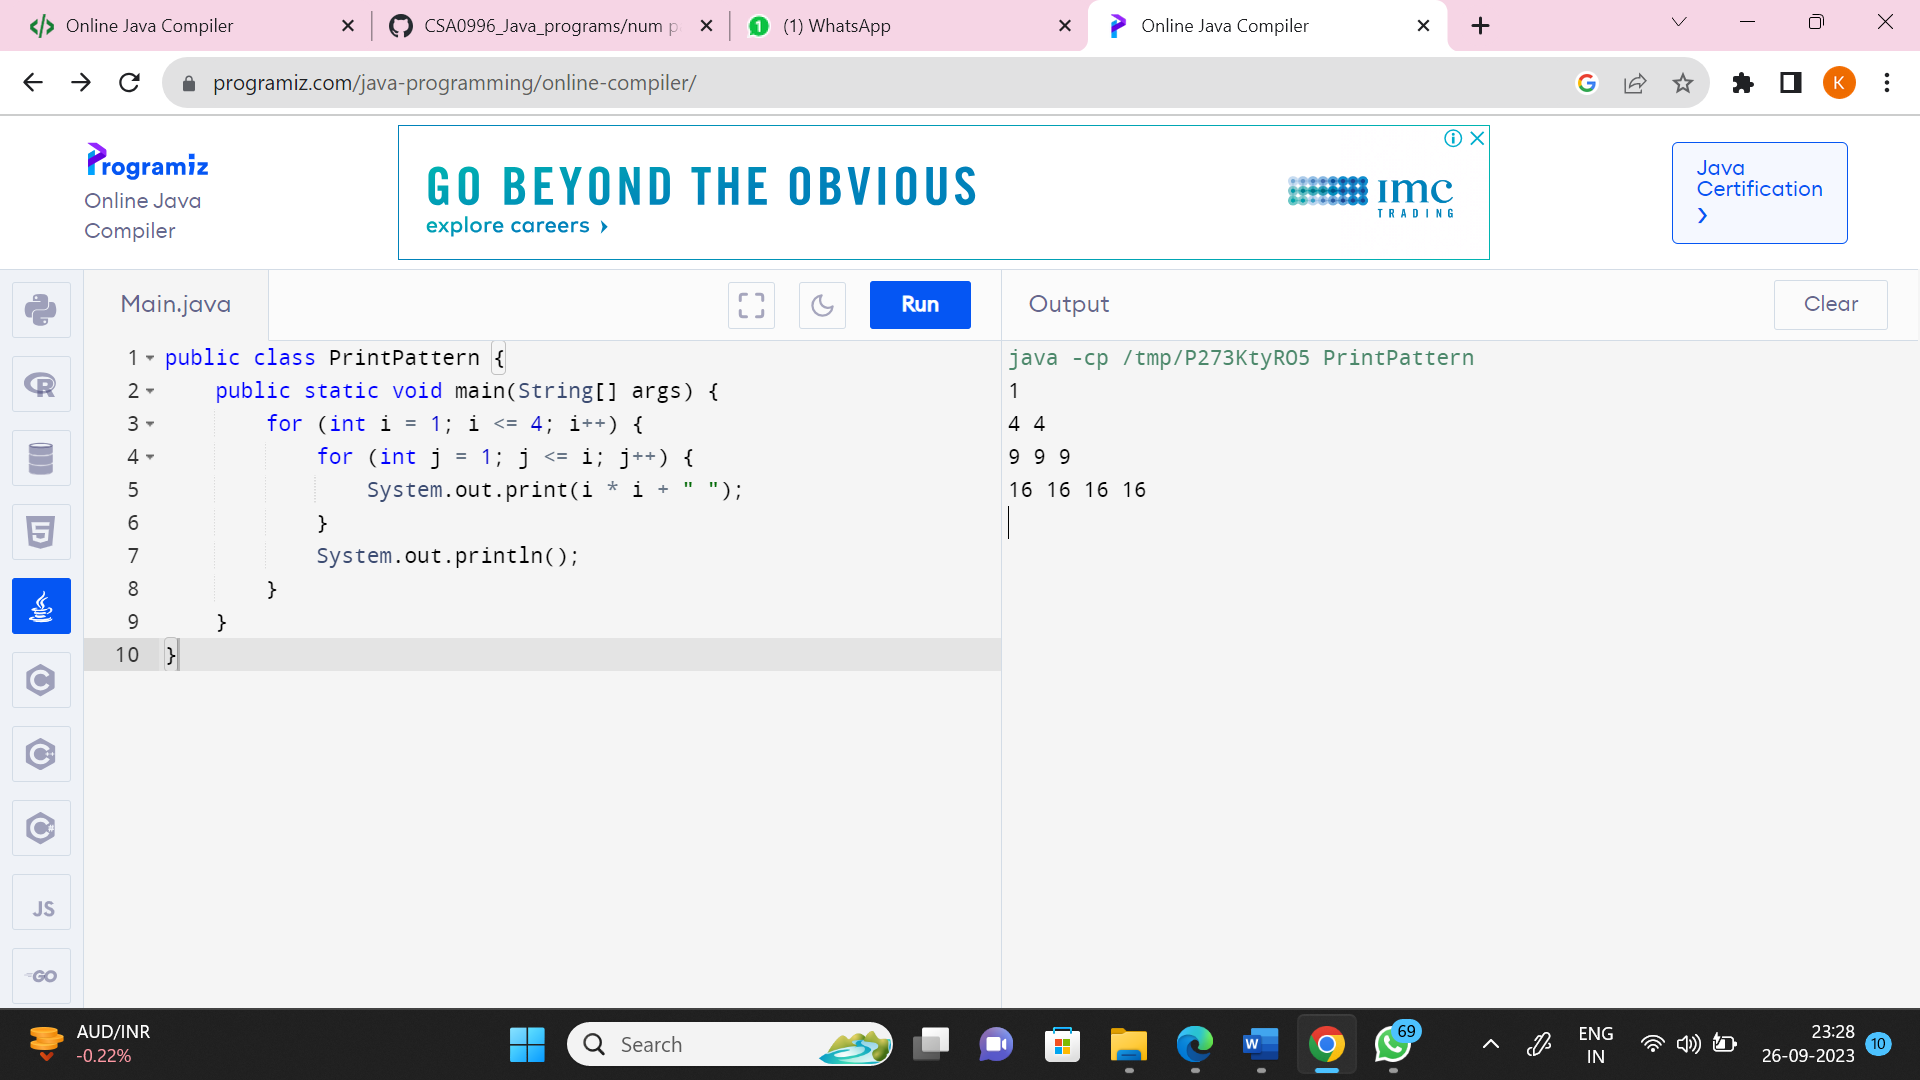 Online Java Compiler
CSA0996_Java_programs/num p
(1) WhatsApp
Online Java Compiler
programiz.com/java-programming/online-compiler/
Programiz
Online Java
Compiler
GO BEYOND THE OBVIOUS
explore careers ›
imc
TRADING
Java
Certification
›
Main.java
Run
Output
Clear
1 public class PrintPattern {
2     public static void main(String[] args) {
3         for (int i = 1; i <= 4; i++) {
4             for (int j = 1; j <= i; j++) {
5                 System.out.print(i * i + " ");
6             }
7             System.out.println();
8         }
9     }
10 }
java -cp /tmp/P273KtyRO5 PrintPattern
1
4 4
9 9 9
16 16 16 16
JS
GO
AUD/INR
-0.22%
Search
69
ENG
IN
23:28
26-09-2023
10